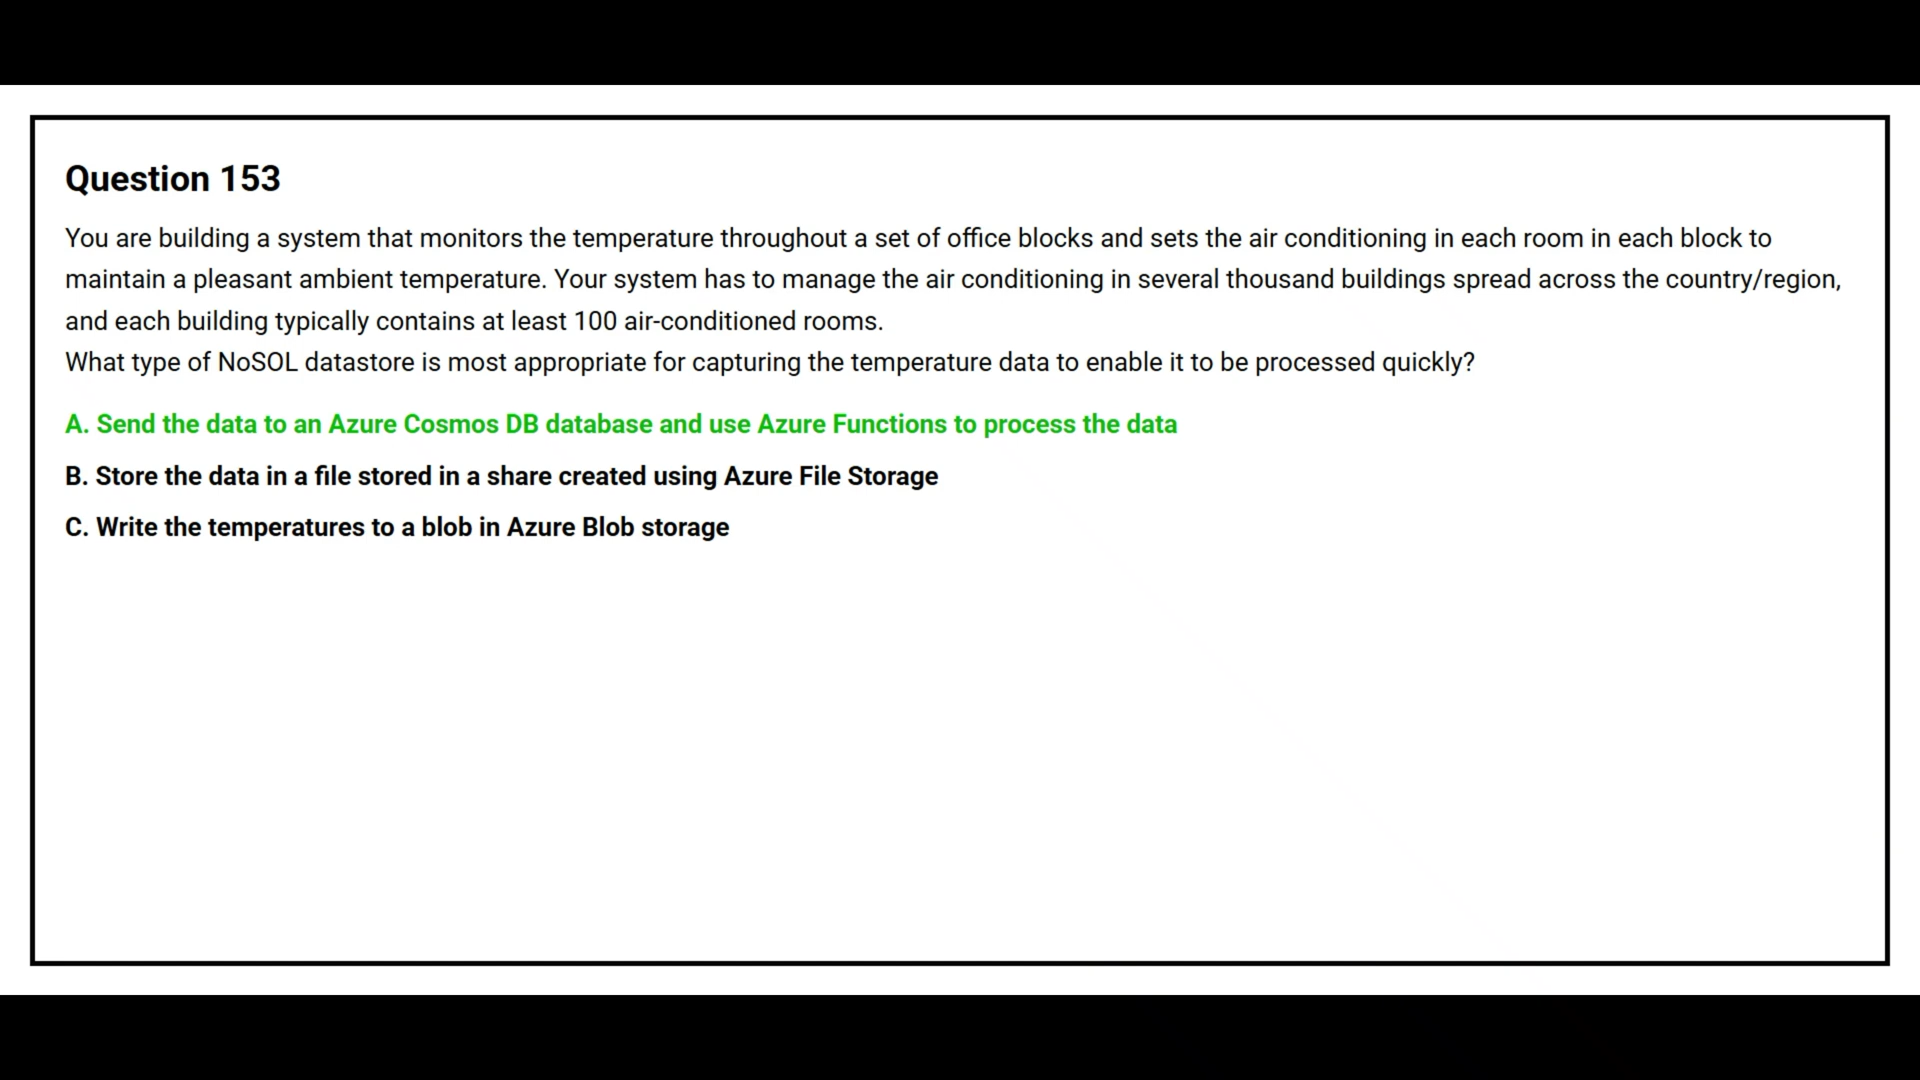 Question 153
You are building a system that monitors the temperature throughout a set of office blocks and sets the air conditioning in each room in each block to
maintain a pleasant ambient temperature. Your system has to manage the air conditioning in several thousand buildings spread across the country/region,
and each building typically contains at least 100 air-conditioned rooms.
What type of NoSOL datastore is most appropriate for capturing the temperature data to enable it to be processed quickly?
A. Send the data to an Azure Cosmos DB database and use Azure Functions to process the data
B. Store the data in a file stored in a share created using Azure File Storage
C. Write the temperatures to a blob in Azure Blob storage